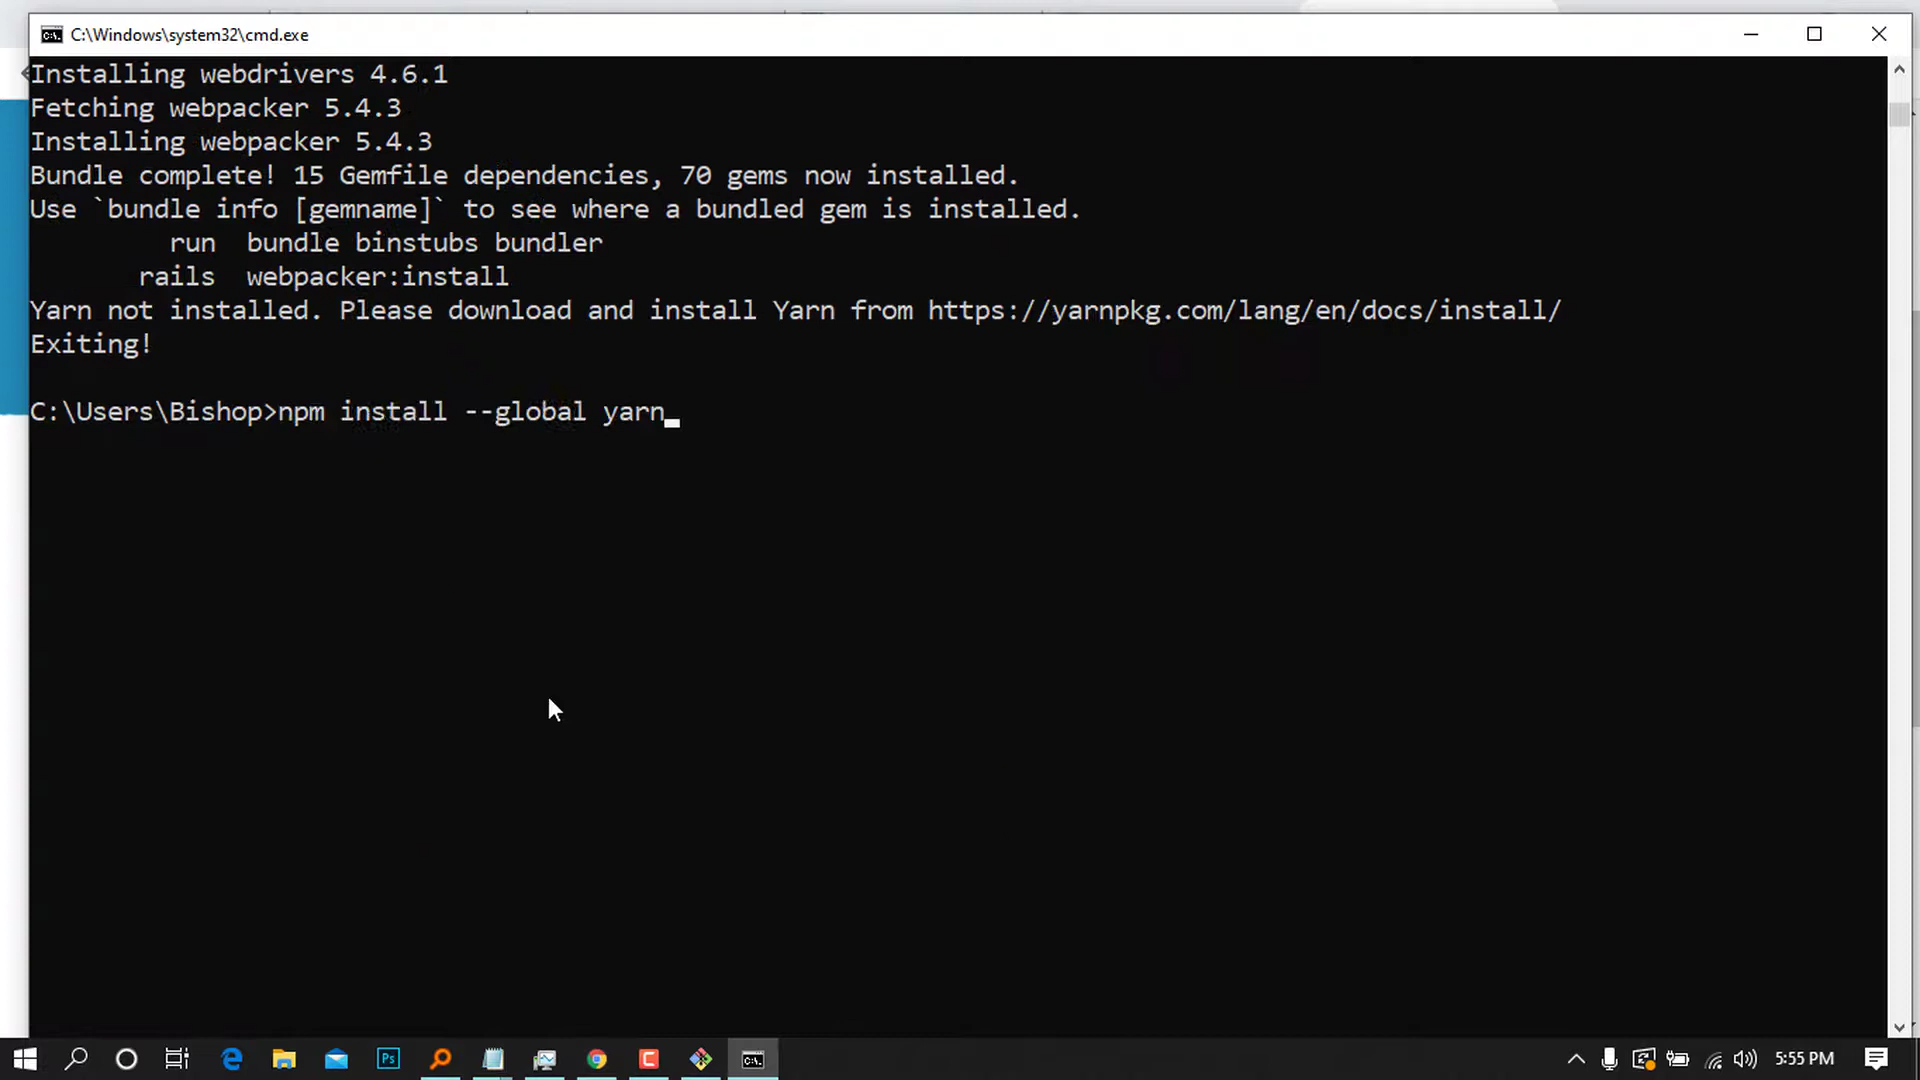 C:\Windows\system32\cmd.exe
Installing webdrivers 4.6.1
Fetching webpacker 5.4.3
Installing webpacker 5.4.3
Bundle complete! 15 Gemfile dependencies, 70 gems now installed.
Use `bundle info [gemname]` to see where a bundled gem is installed.
run  bundle binstubs bundler
rails  webpacker:install
Yarn not installed. Please download and install Yarn from https://yarnpkg.com/lang/en/docs/install/
Exiting!
C:\Users\Bishop>npm install --global yarn
Ps
C
C:\.
5:55 PM